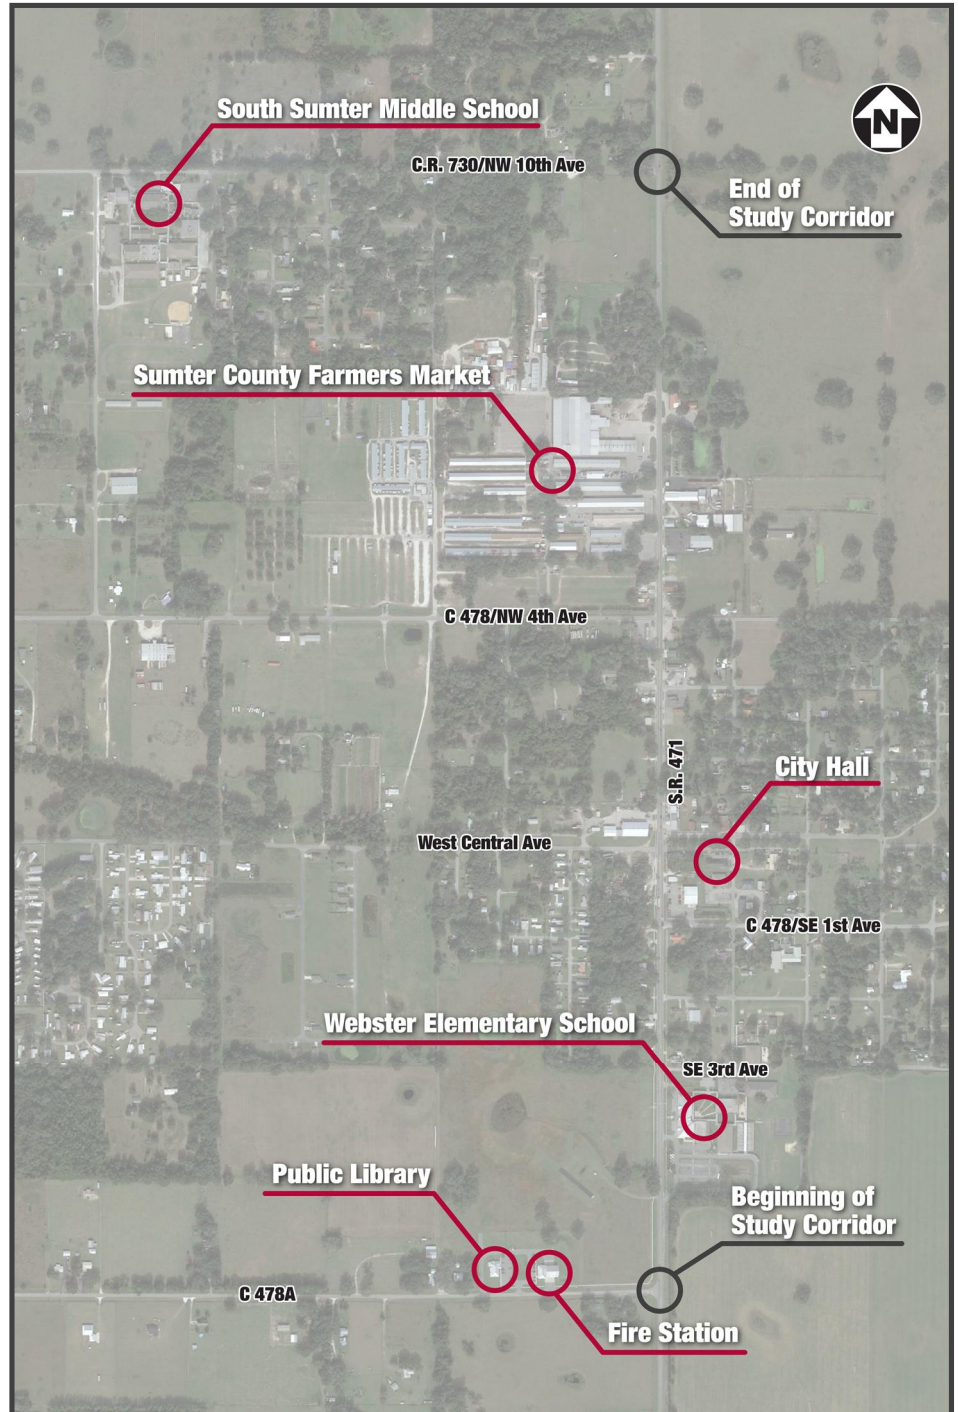 South Sumter Middle School
N
C.R. 730/NW 10th Ave
End of
Study Corridor
Sumter County Farmers Market
C 478/NW 4th Ave
S.R. 471
City Hall
West Central Ave
C 478/SE 1st Ave
Webster Elementary School
SE 3rd Ave
Public Library
Beginning of
Study Corridor
C 478A
Fire Station